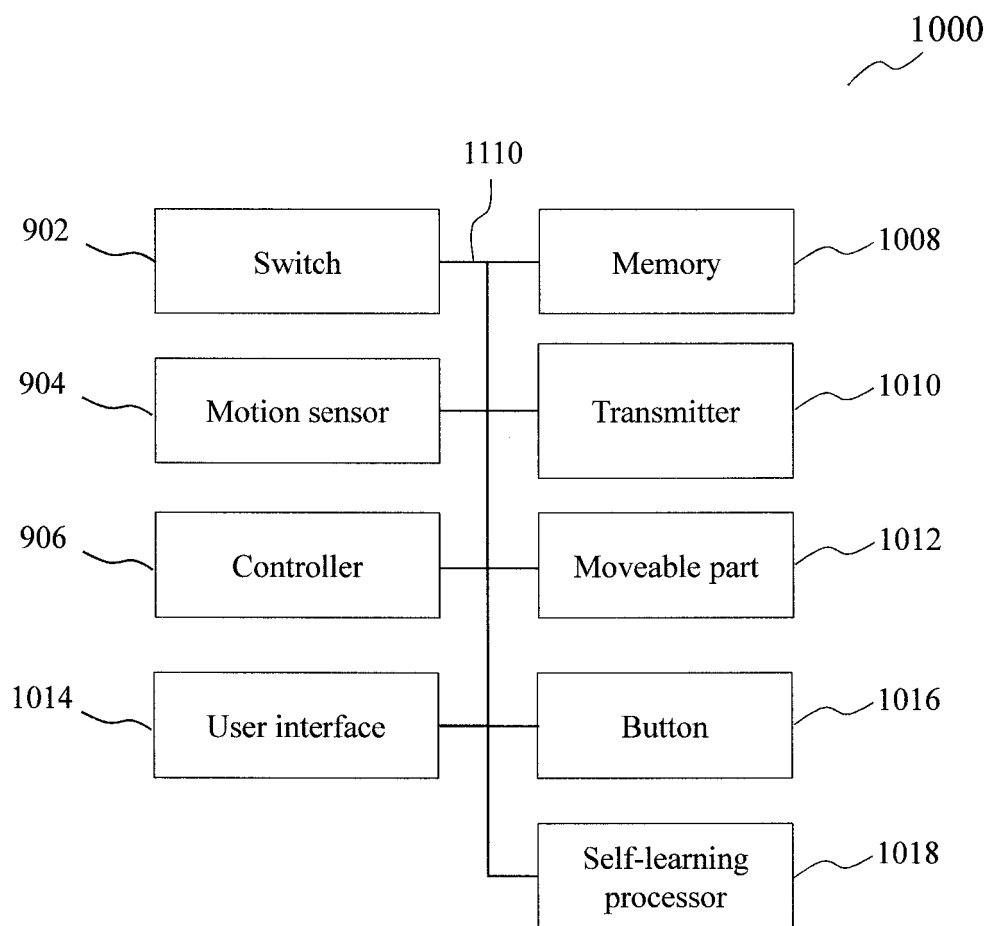 1000
1110
902
Switch
Memory
1008
904
Motion sensor
Transmitter
1010
906
Controller
Moveable part
1012
1014
User interface
Button
1016
Self-learning
processor
1018